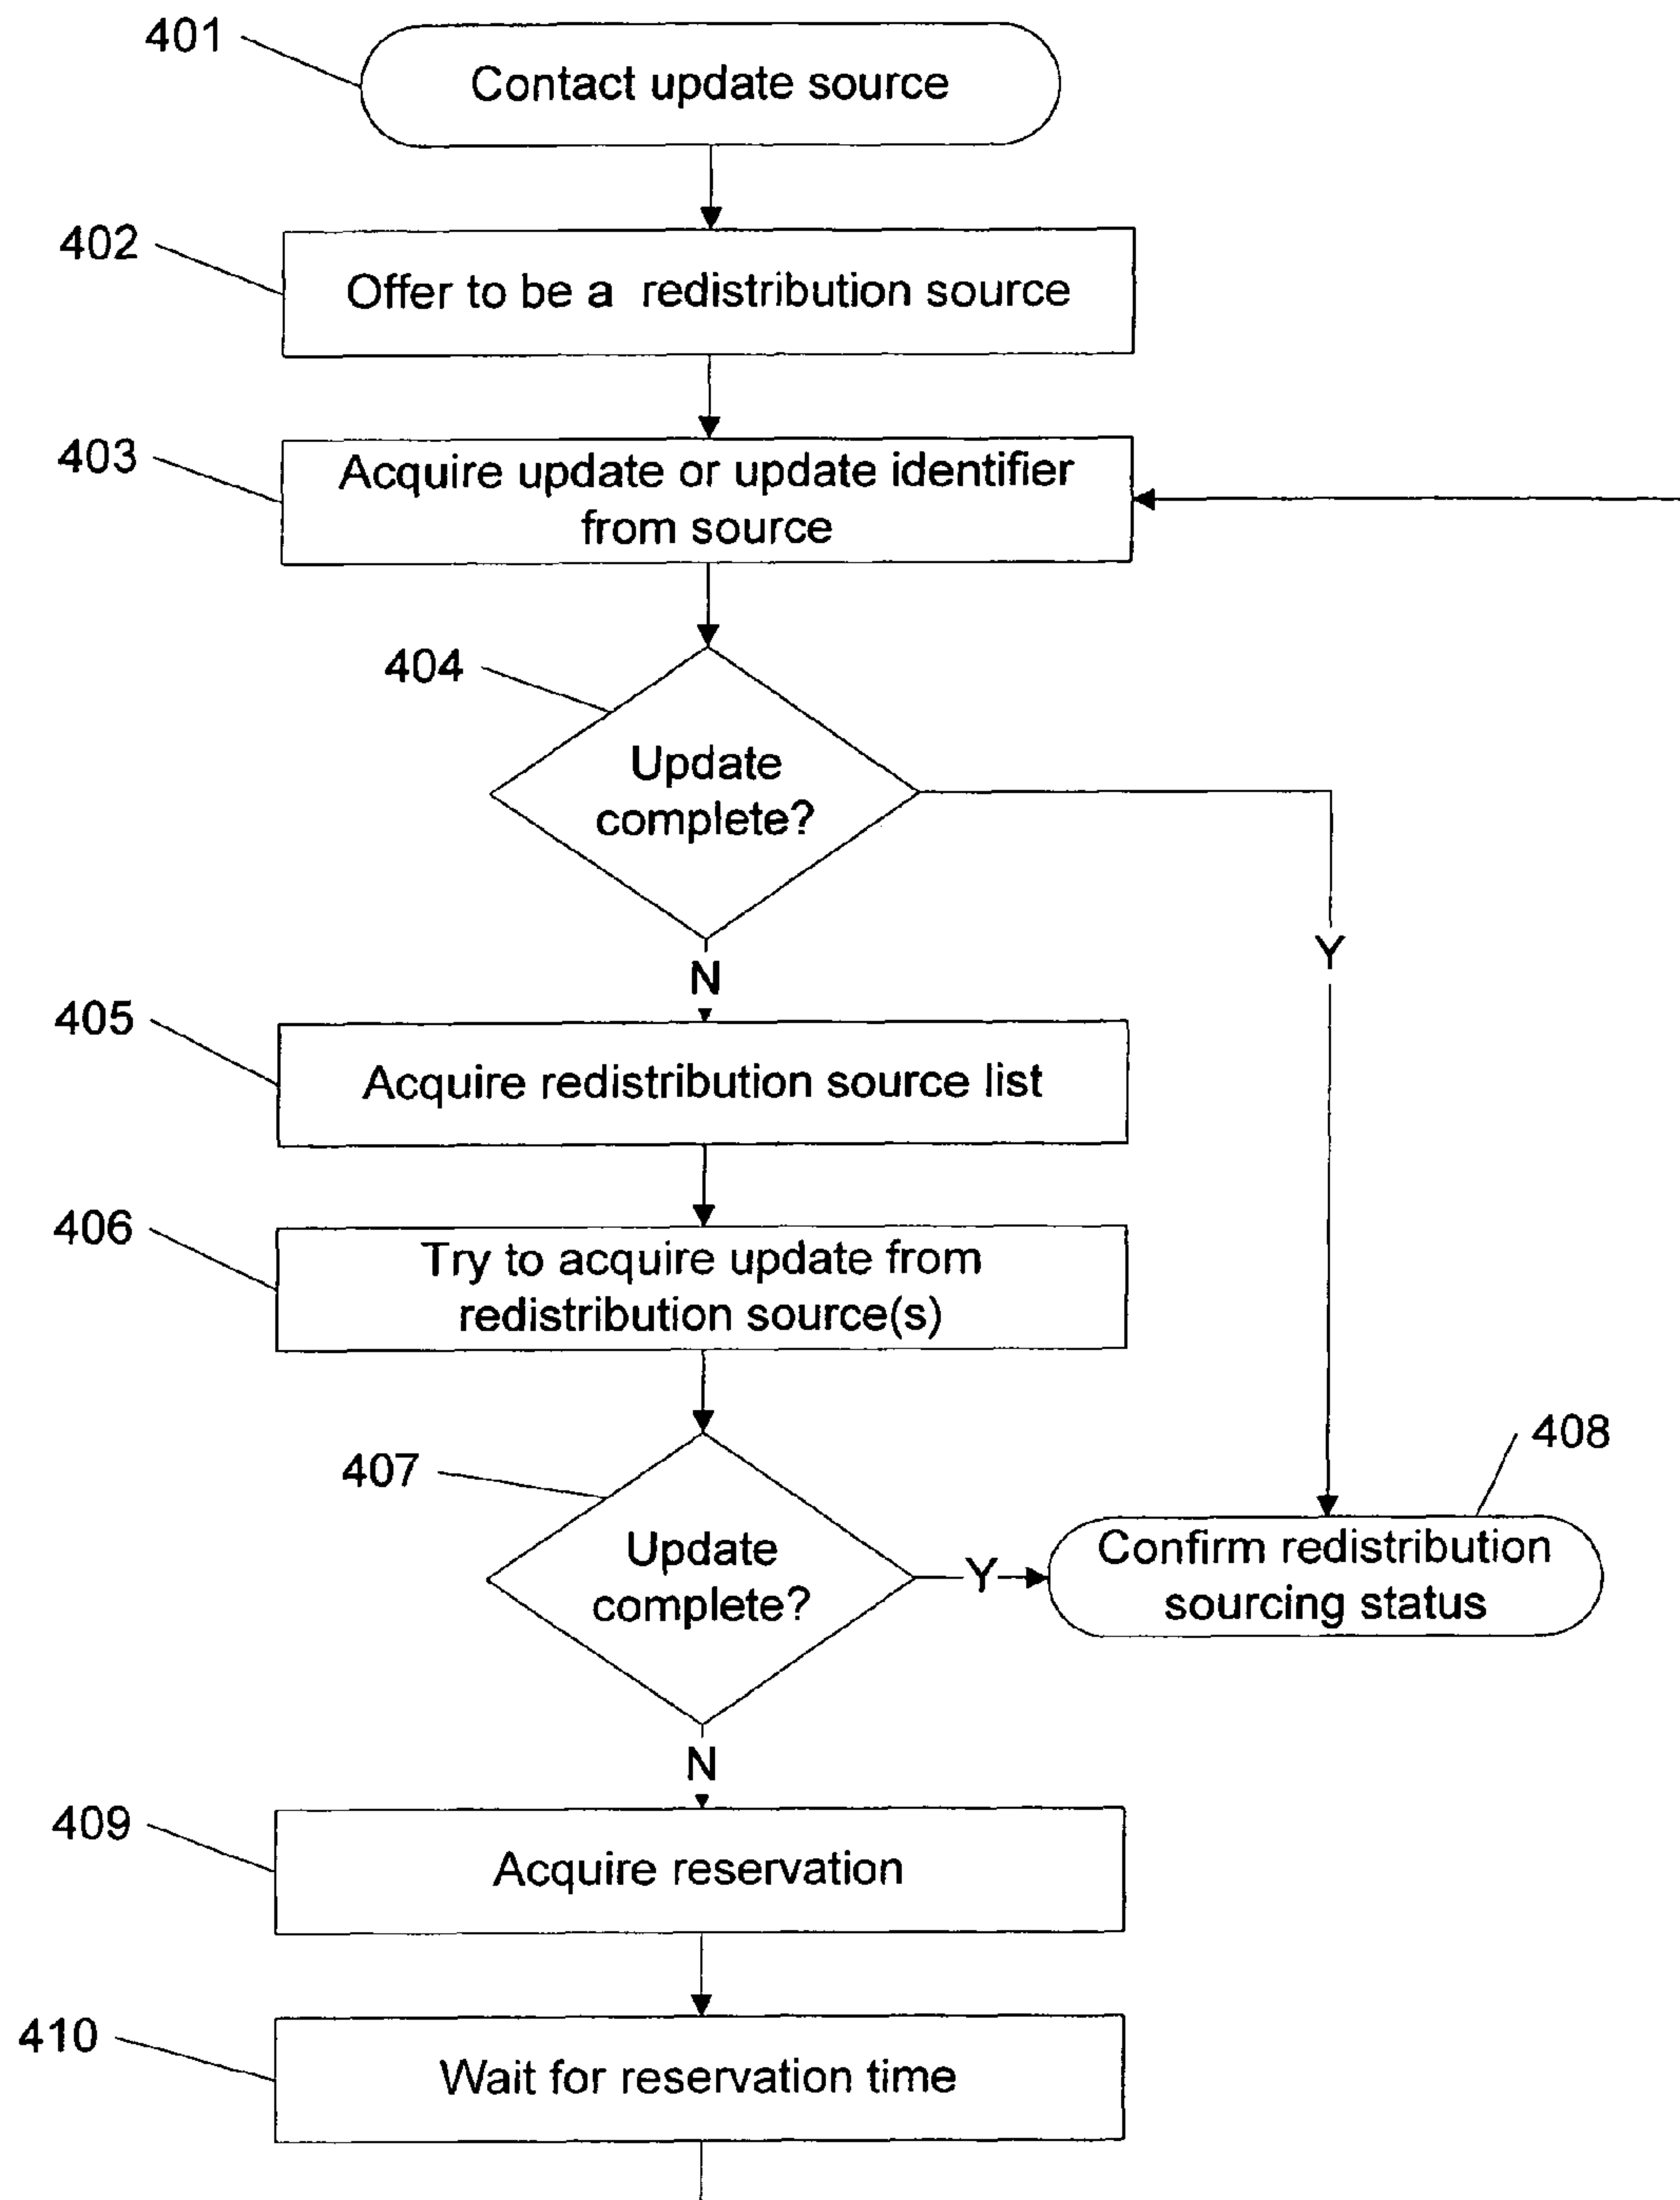 401
Contact update source
402
Offer to be a redistribution source
403
Acquire update or update identifier
from source
404
Update
complete?
Y
N
405
Acquire redistribution source list
406
Try to acquire update from
redistribution source(s)
407
Update
complete?
Y
408
Confirm redistribution
sourcing status
N
409
Acquire reservation
410
Wait for reservation time